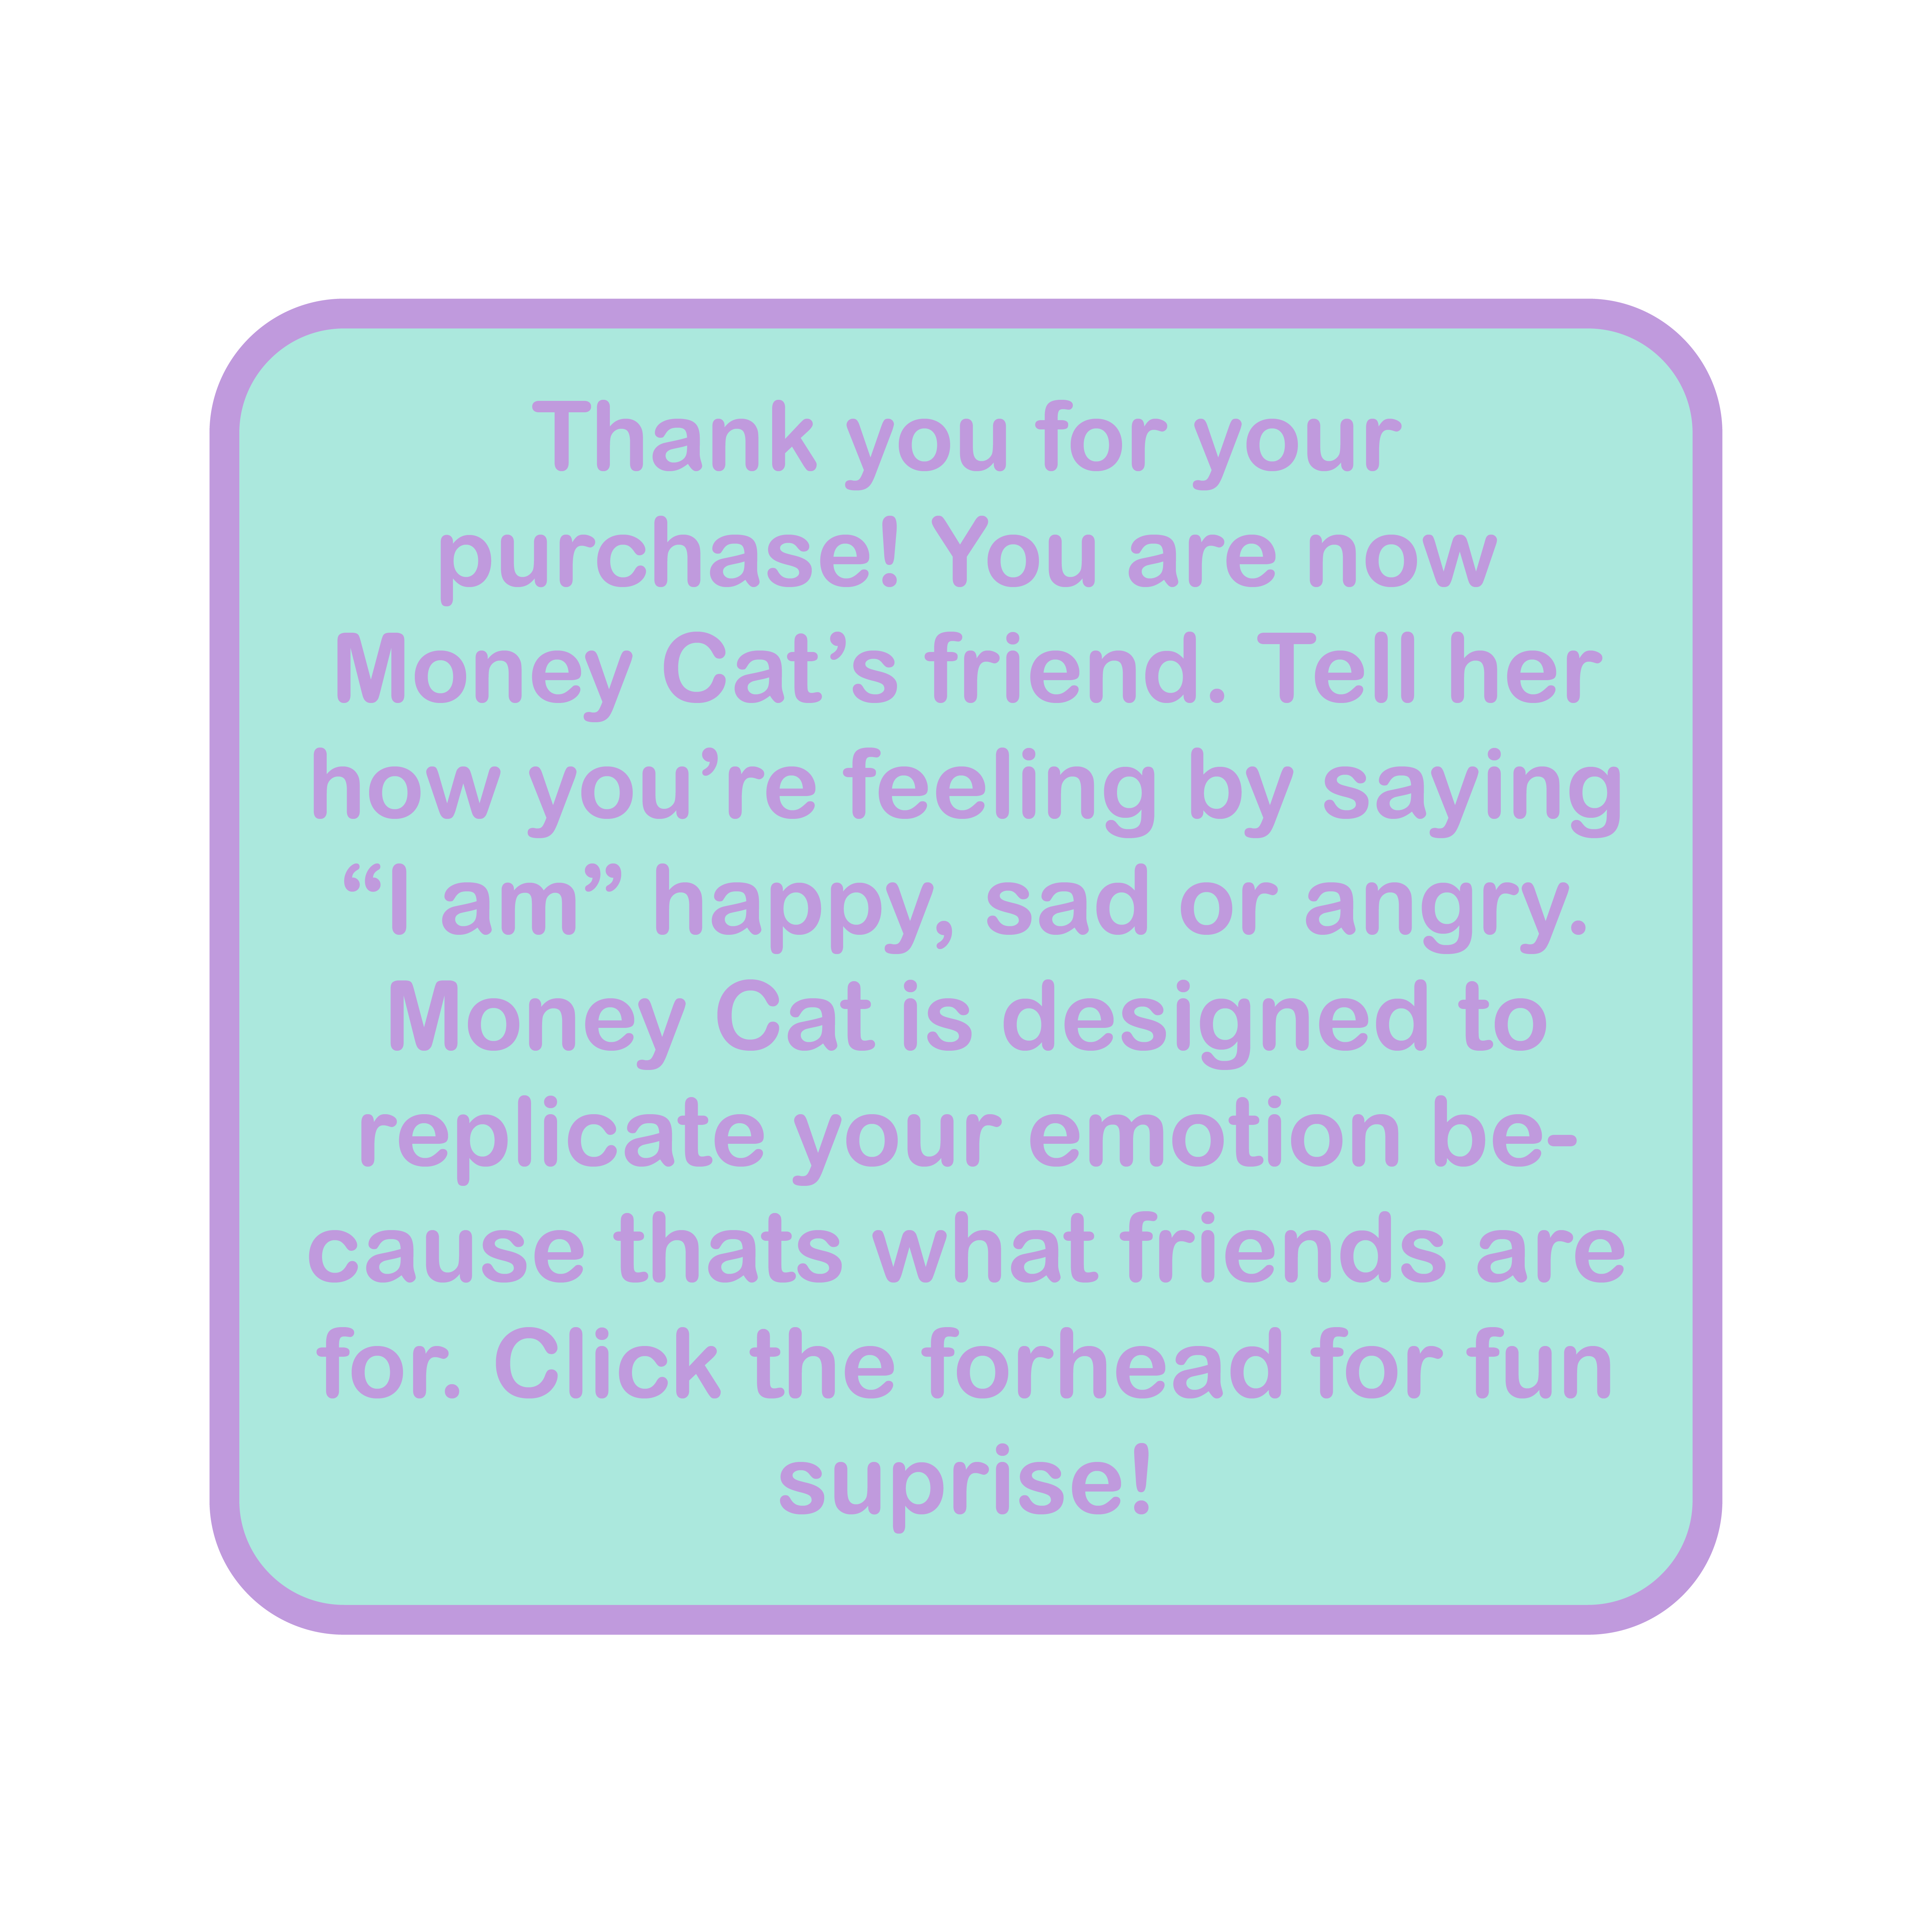 Thank you for your
purchase! You are now
Money Cat’s friend. Tell her
how you’re feeling by saying
“I am” happy, sad or angry.
Money Cat is designed to
replicate your emotion be-
cause thats what friends are
for. Click the forhead for fun
suprise!